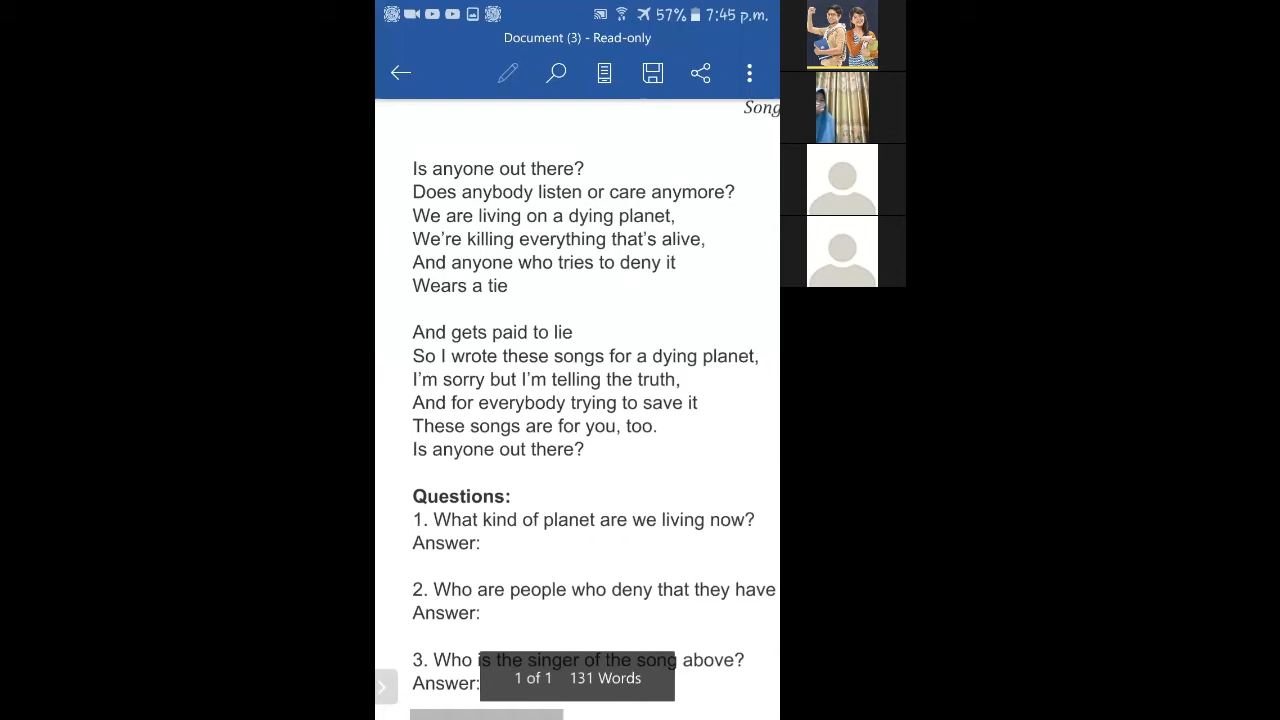 57% 7:45 p.m.
Document (3) - Read-only
Song
Is anyone out there?
Does anybody listen or care anymore?
We are living on a dying planet,
We’re killing everything that’s alive,
And anyone who tries to deny it
Wears a tie
And gets paid to lie
So I wrote these songs for a dying planet,
I’m sorry but I’m telling the truth,
And for everybody trying to save it
These songs are for you, too.
Is anyone out there?
Questions:
1. What kind of planet are we living now?
Answer:
2. Who are people who deny that they have
Answer:
3. Who is the singer of the song above?
1 of 1 131 Words
Answer: